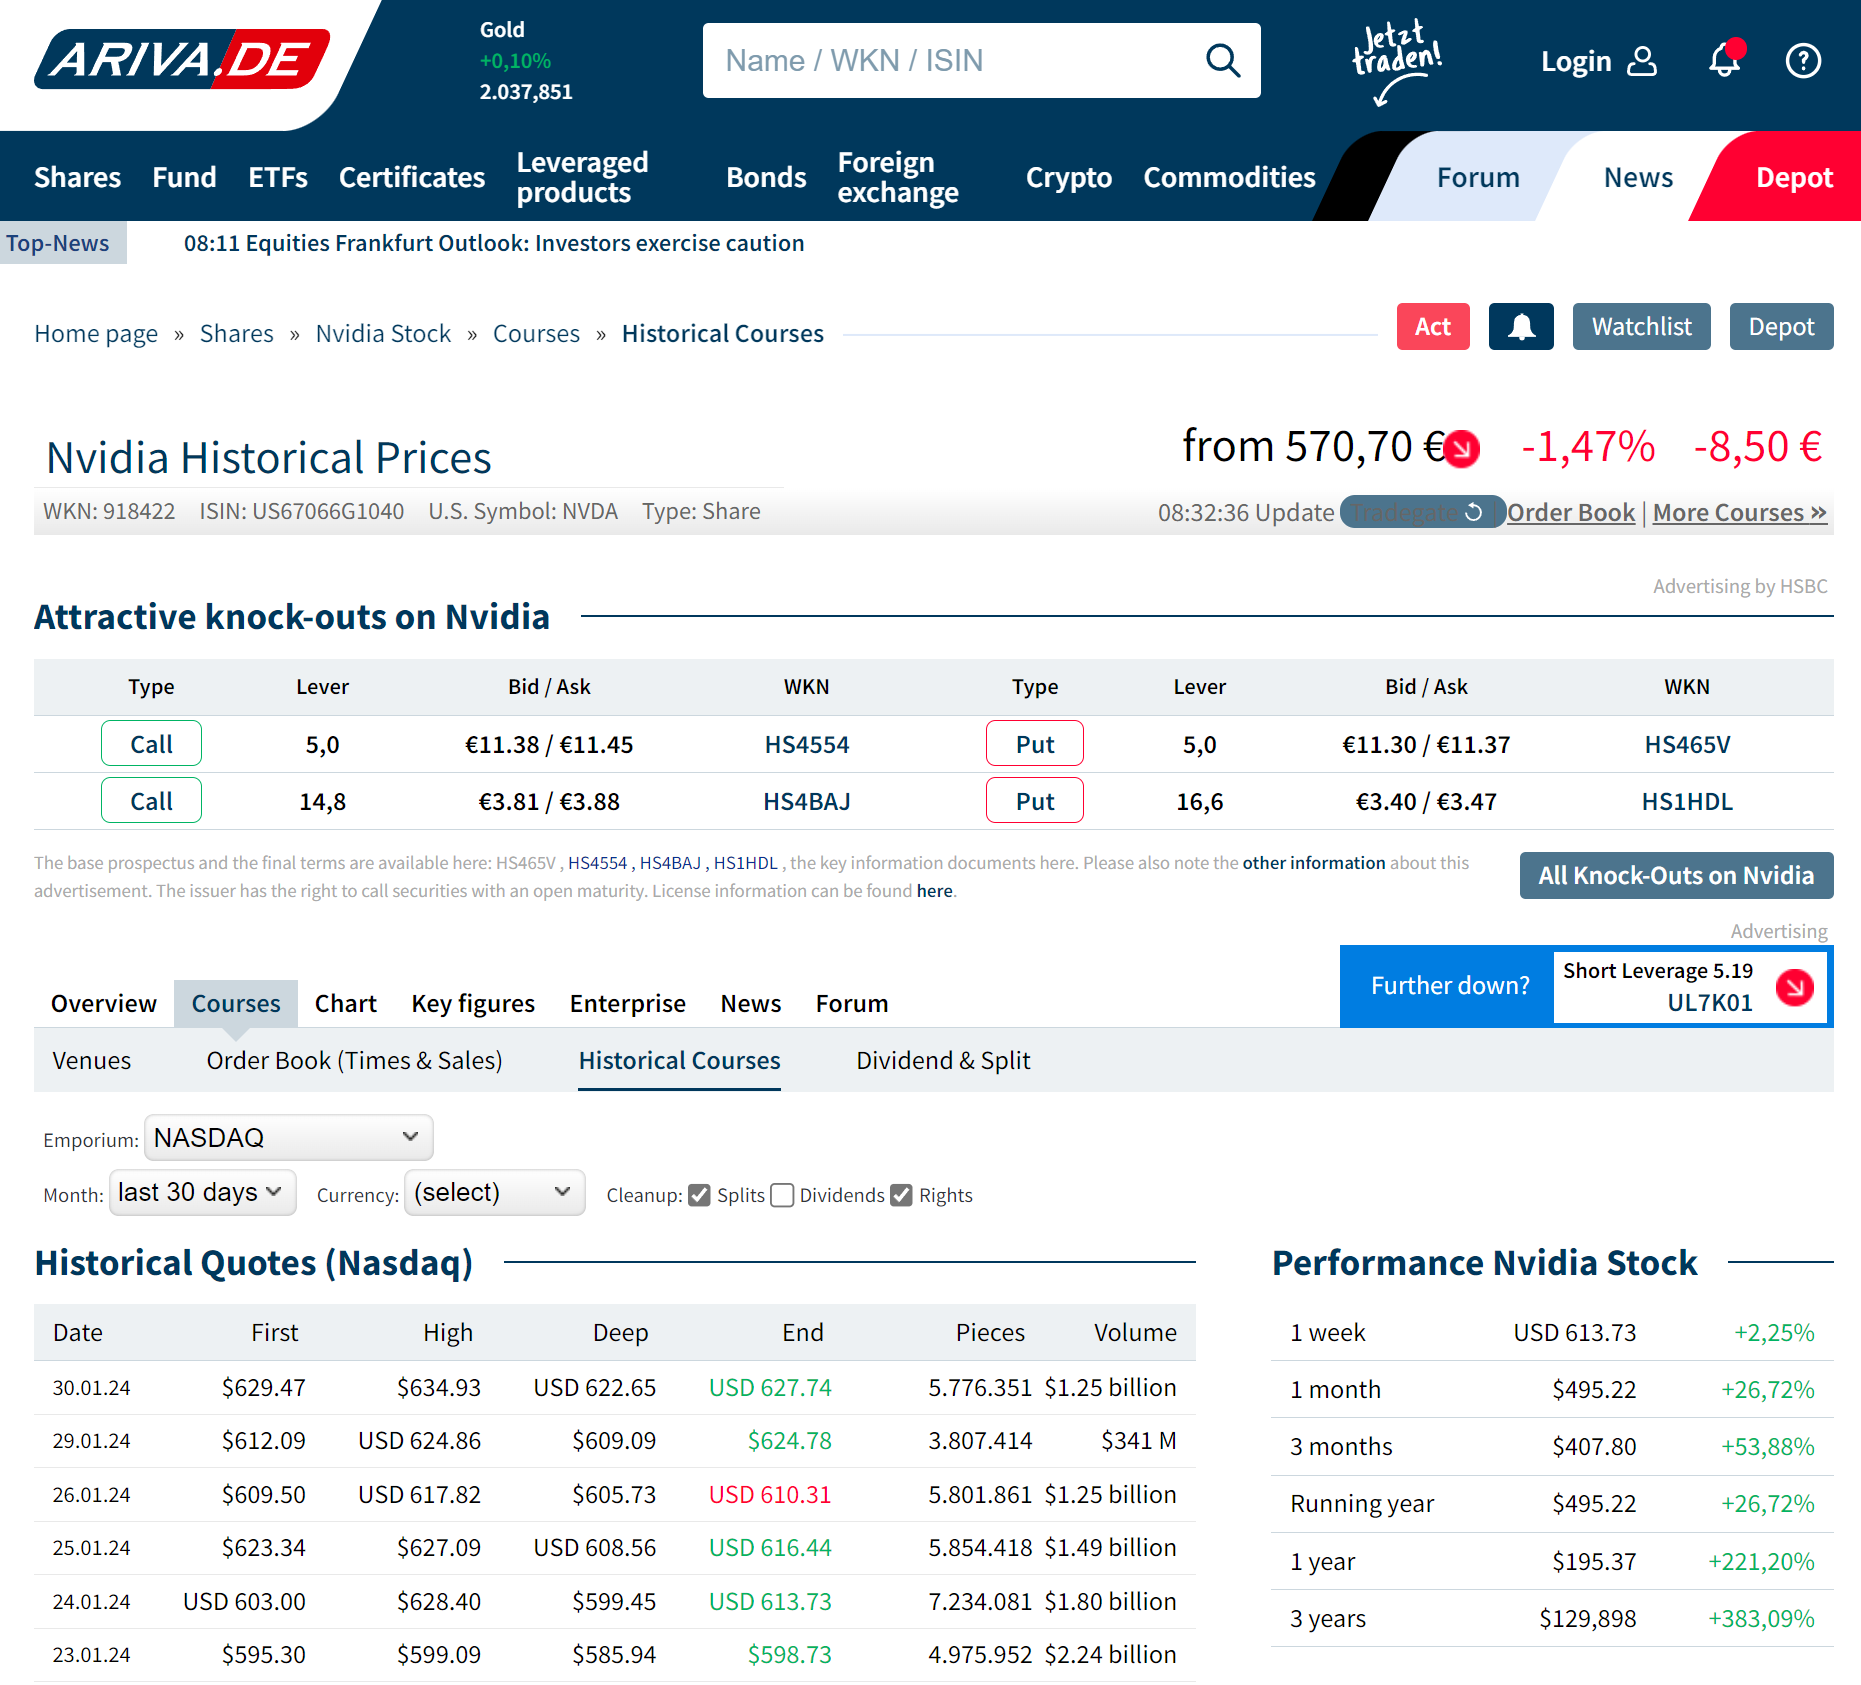 ARIVA.DE
Gold
+0,10%
2.037,851
Name / WKN / ISIN
Jetzt
traden!
Login
Shares Fund ETFs Certificates Leveraged products Bonds Foreign exchange Crypto Commodities Forum News Depot
Top-News 08:11 Equities Frankfurt Outlook: Investors exercise caution
Home page » Shares » Nvidia Stock » Courses » Historical Courses Act Watchlist Depot
Nvidia Historical Prices from 570,70 € -1,47% -8,50 €
WKN: 918422 ISIN: US67066G1040 U.S. Symbol: NVDA Type: Share 08:32:36 Update Tradegate | Order Book | More Courses »
Advertising by HSBC
Attractive knock-outs on Nvidia
Type Lever Bid / Ask WKN Type Lever Bid / Ask WKN
Call 5,0 €11.38 / €11.45 HS4554 Put 5,0 €11.30 / €11.37 HS465V
Call 14,8 €3.81 / €3.88 HS4BAJ Put 16,6 €3.40 / €3.47 HS1HDL
The base prospectus and the final terms are available here: HS465V , HS4554 , HS4BAJ , HS1HDL , the key information documents here. Please also note the other information about this
advertisement. The issuer has the right to call securities with an open maturity. License information can be found here.
All Knock-Outs on Nvidia
Advertising
Further down? Short Leverage 5.19
UL7K01
Overview Courses Chart Key figures Enterprise News Forum
Venues Order Book (Times & Sales) Historical Courses Dividend & Split
Emporium: NASDAQ
Month: last 30 days Currency: (select) Cleanup: Splits Dividends Rights
Historical Quotes (Nasdaq)
Date First High Deep End Pieces Volume
30.01.24 $629.47 $634.93 USD 622.65 USD 627.74 5.776.351 $1.25 billion
29.01.24 $612.09 USD 624.86 $609.09 $624.78 3.807.414 $341 M
26.01.24 $609.50 USD 617.82 $605.73 USD 610.31 5.801.861 $1.25 billion
25.01.24 $623.34 $627.09 USD 608.56 USD 616.44 5.854.418 $1.49 billion
24.01.24 USD 603.00 $628.40 $599.45 USD 613.73 7.234.081 $1.80 billion
23.01.24 $595.30 $599.09 $585.94 $598.73 4.975.952 $2.24 billion
Performance Nvidia Stock
1 week USD 613.73 +2,25%
1 month $495.22 +26,72%
3 months $407.80 +53,88%
Running year $495.22 +26,72%
1 year $195.37 +221,20%
3 years $129,898 +383,09%